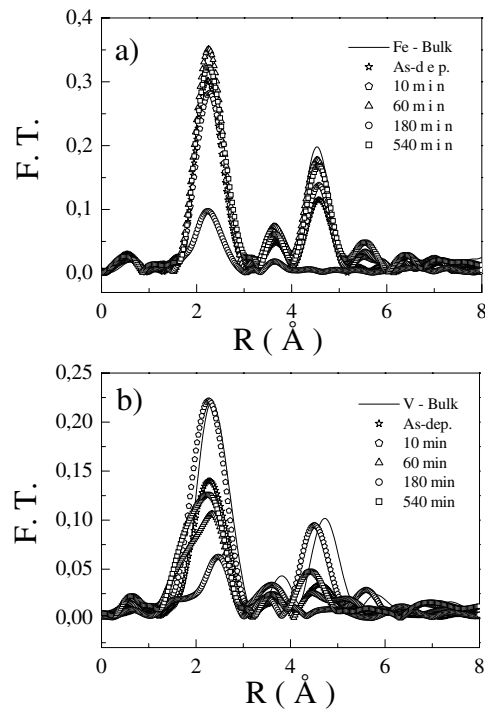 a)
Fe - Bulk
As-d e p.
10 m i n
60 m i n
180 m i n
540 m i n
0,4
0,3
0,2
0,1
0,0
F. T.
0 2 4 6 8
R ( Å )
b)
V - Bulk
As-dep.
10 min
60 min
180 min
540 min
0,25
0,20
0,15
0,10
0,05
0,00
F. T.
0 2 4 6 8
R ( Å )